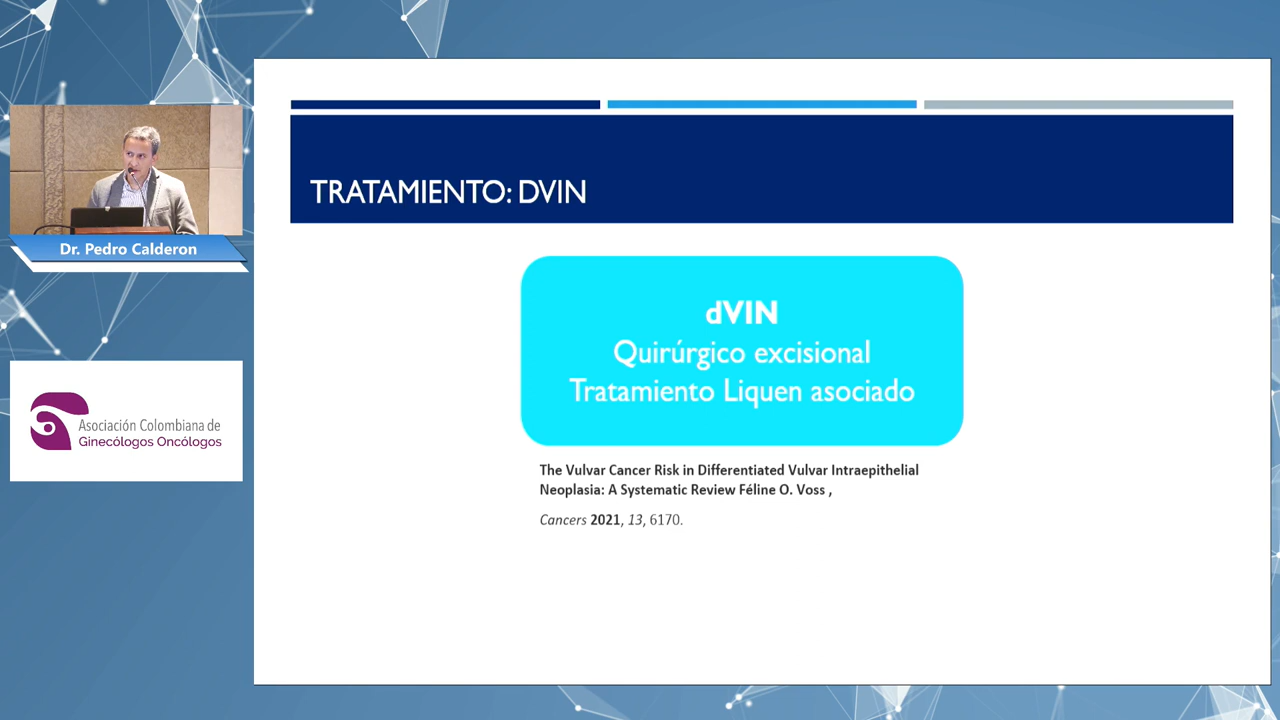 TRATAMIENTO: DVIN
Dr. Pedro Calderon
dVIN
Quirúrgico excisional
Tratamiento Liquen asociado
Asociación Colombiana de
Ginecólogos Oncólogos
The Vulvar Cancer Risk in Differentiated Vulvar Intraepithelial
Neoplasia: A Systematic Review Féline O. Voss ,
Cancers 2021, 13, 6170.